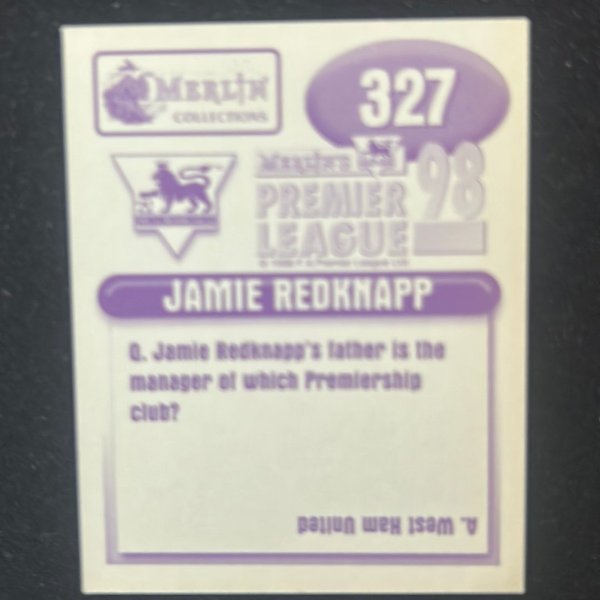 MERLIN
COLLECTIONS
327
MERLIN'S
PREMIER
LEAGUE
98
JAMIE REDKNAPP
Q. Jamie Redknapp's father is the
manager of which Premiership
club?
A. West Ham United